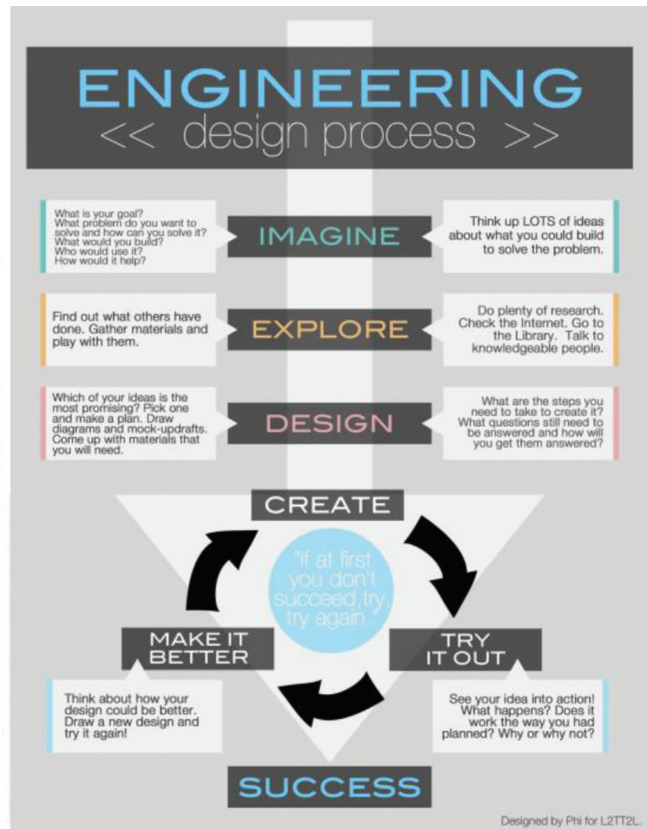 ENGINEERING
<< design process >>
What is your goal?
What problem do you want to
solve and how can you solve it?
What would you build?
Who would use it?
How would it help?
IMAGINE
Think up LOTS of ideas
about what you could build
to solve the problem.
Find out what others have
done. Gather materials and
play with them.
EXPLORE
Do plenty of research.
Check the Internet. Go to
the Library. Talk to
knowledgeable people.
Which of your ideas is the
most promising? Pick one
and make a plan. Draw
diagrams and mock-updrafts.
Come up with materials that
you will need.
DESIGN
What are the steps you
need to take to create it?
What questions still need to
be answered and how will
you get them answered?
CREATE
"if at first
you don't
succeed,try,
try again."
MAKE IT
BETTER
TRY
IT OUT
Think about how your
design could be better.
Draw a new design and
try it again!
See your idea into action!
What happens? Does it
work the way you had
planned? Why or why not?
SUCCESS
Designed by Phi for L2TT2L.